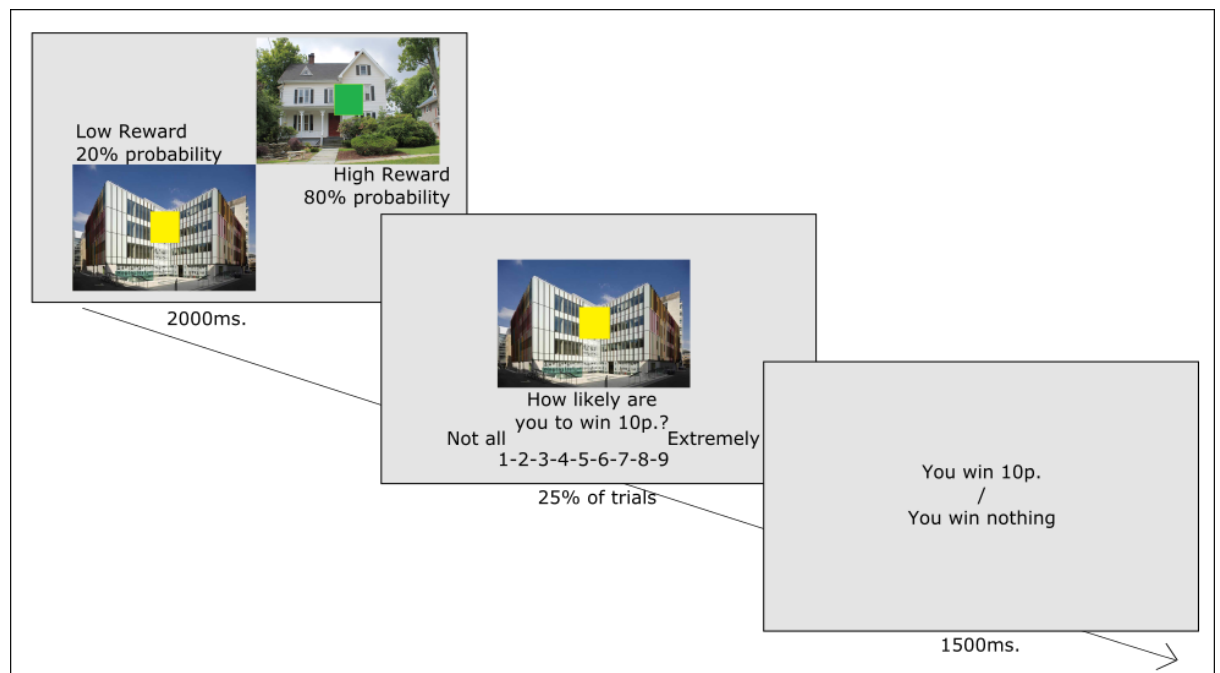 Low Reward
20% probability
High Reward
80% probability
2000ms.
How likely are
you to win 10p.?
Not all
Extremely
1-2-3-4-5-6-7-8-9
25% of trials
You win 10p.
/
You win nothing
1500ms.